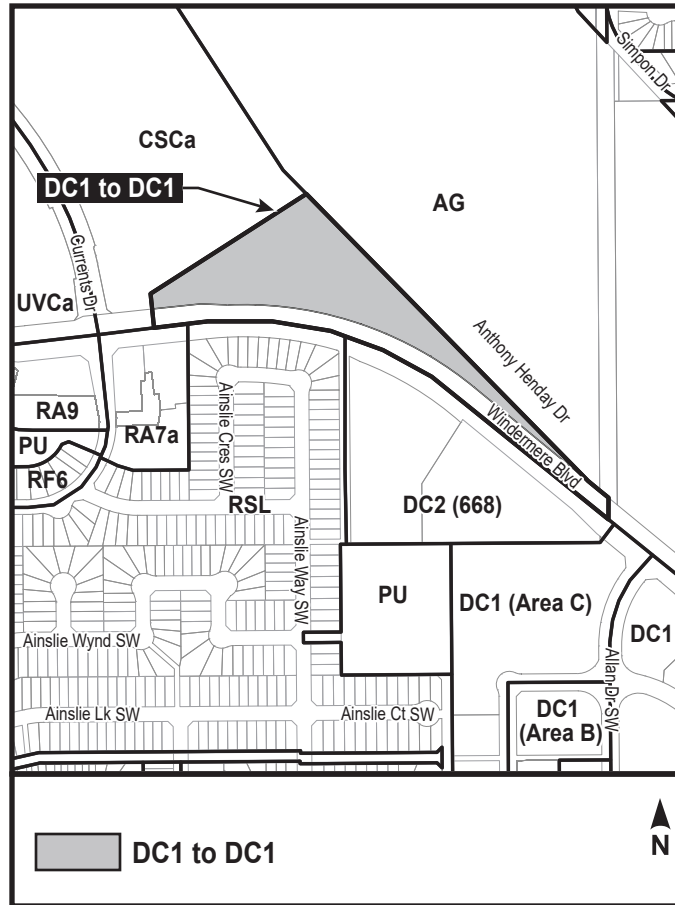 Simpon Dr
CSCa
DC1 to DC1
AG
Currents Dr
UVCa
Anthony Henday Dr
Windermere Blvd
RA9
RA7a
Ainslie Cres SW
PU
RF6
RSL
DC2 (668)
Ainslie Way SW
PU
DC1 (Area C)
DC1
Ainslie Wynd SW
Allan Dr SW
Ainslie Lk SW
Ainslie Ct SW
DC1
(Area B)
DC1 to DC1
N